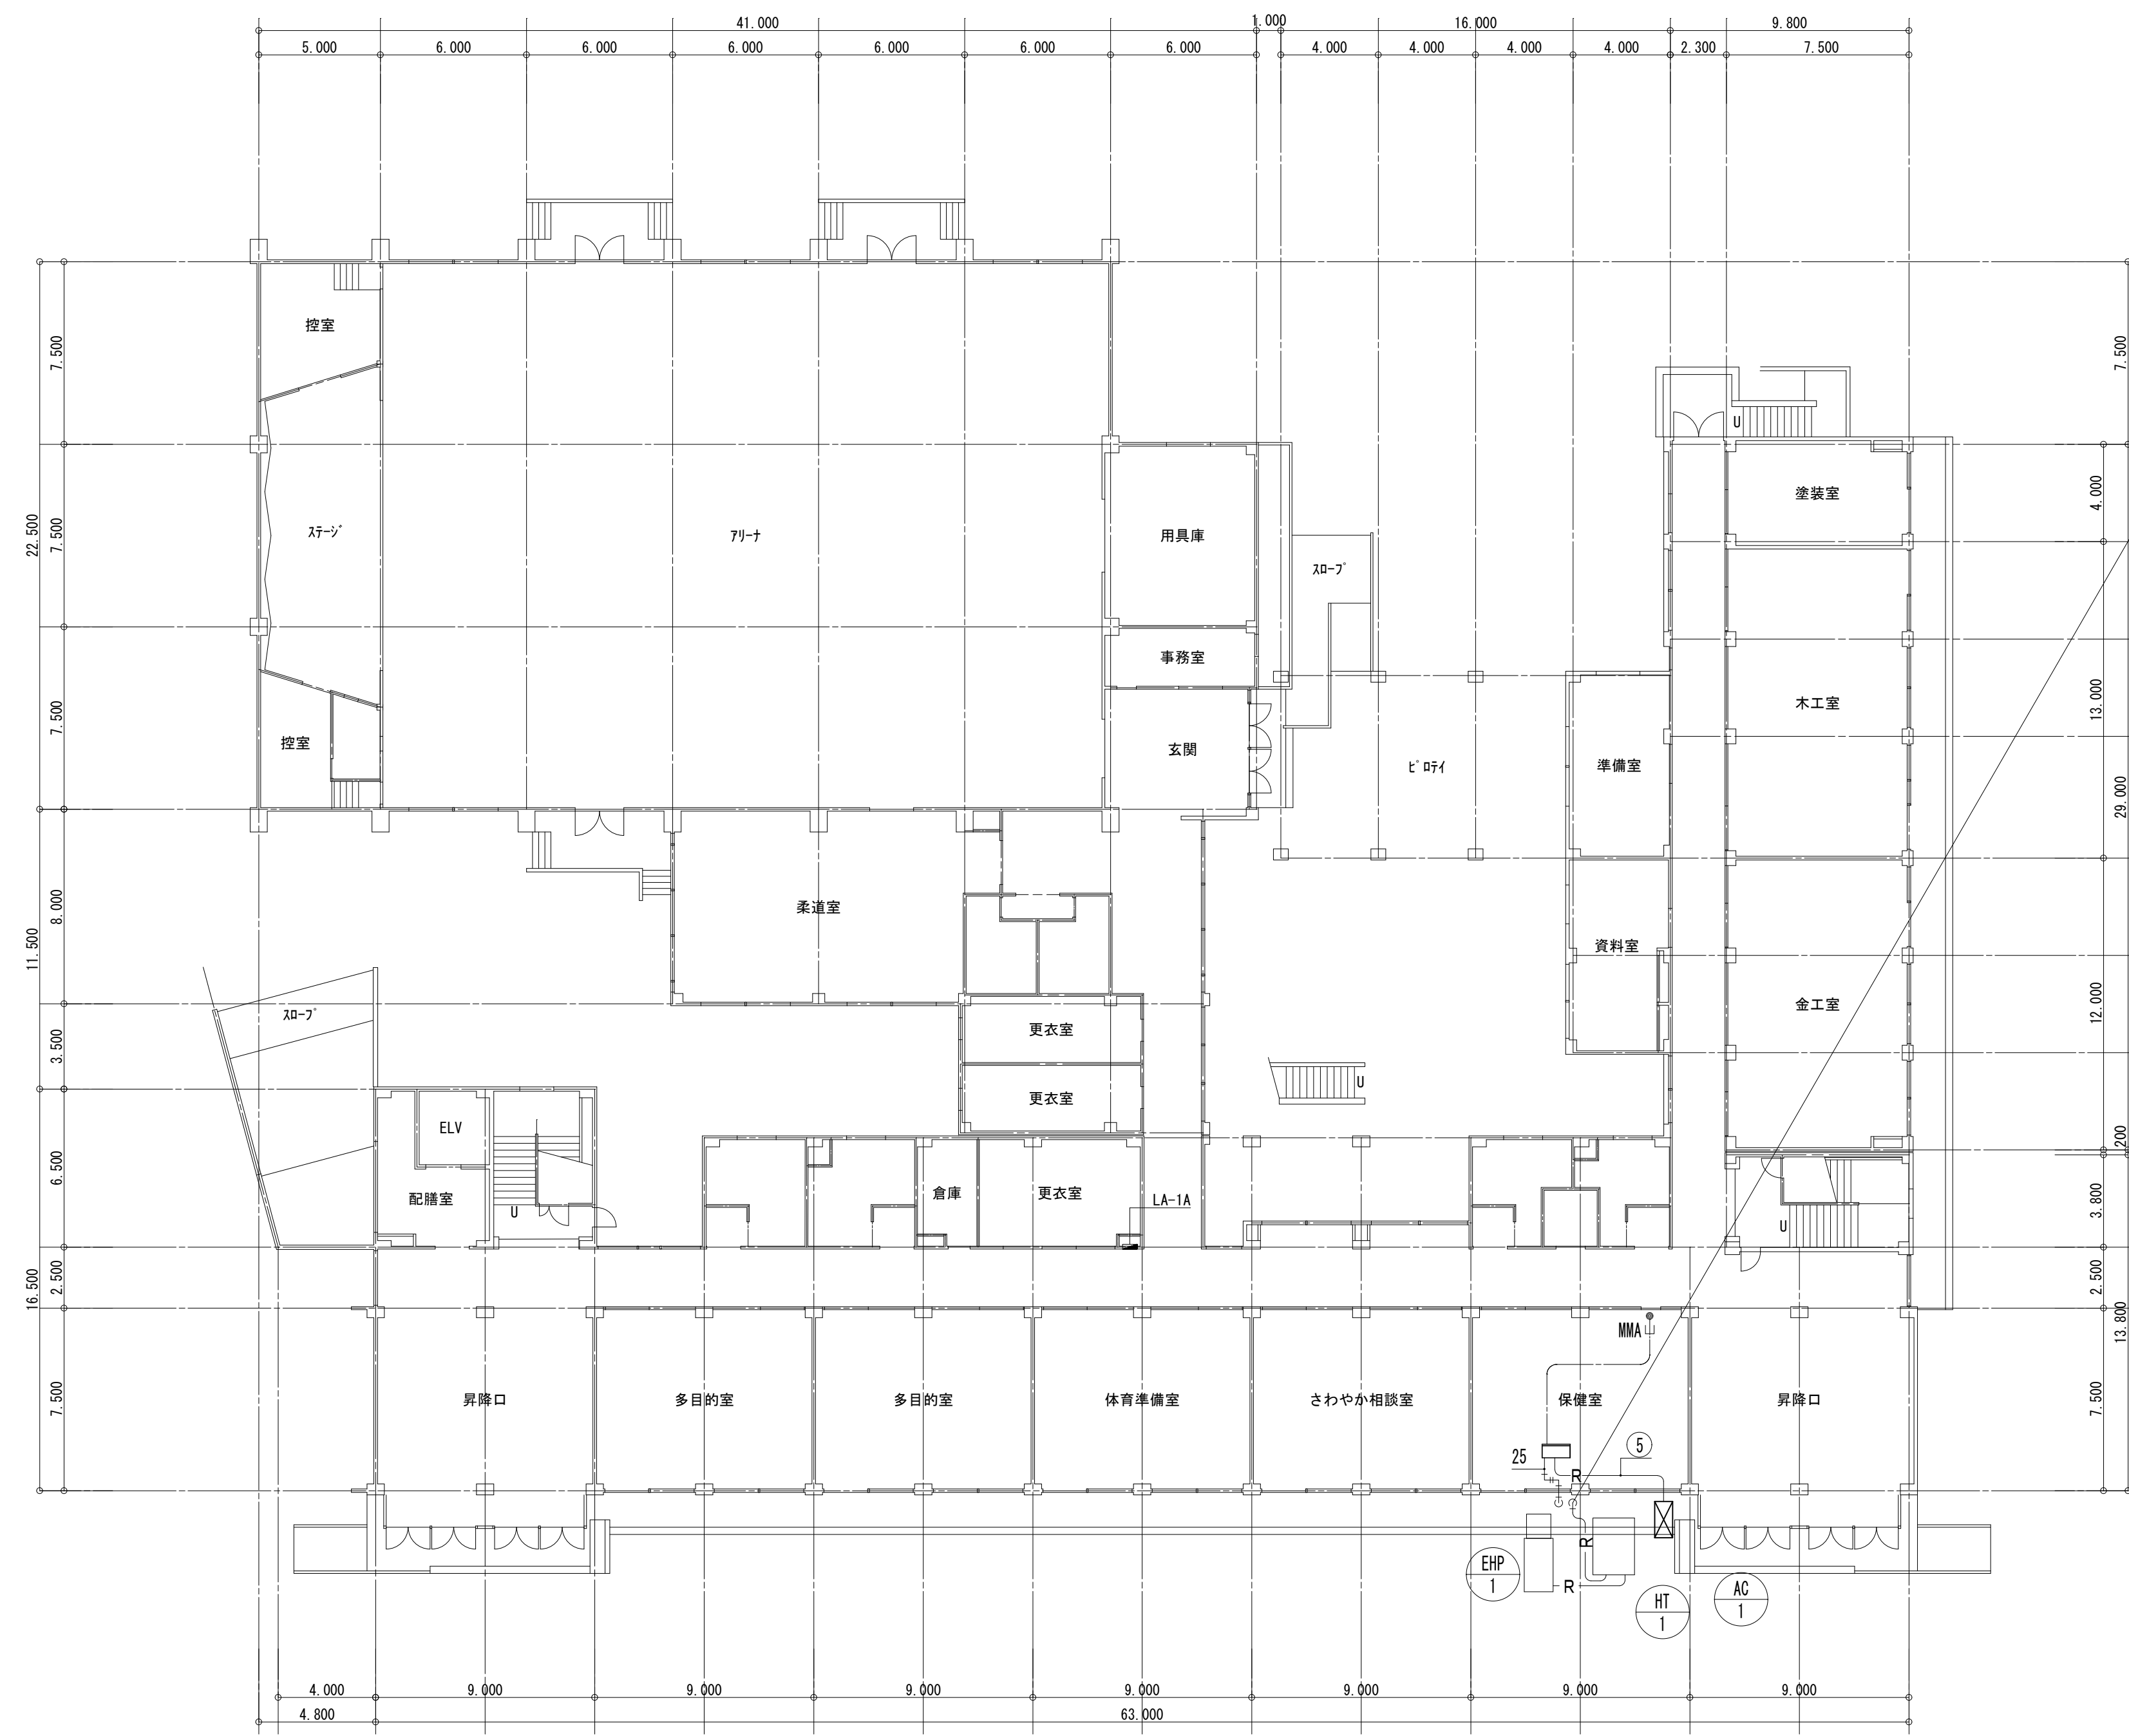 41.000
1.000
16.000
9.800
5.000
6.000
6.000
6.000
6.000
6.000
6.000
4.000
4.000
4.000
4.000
2.300
7.500
22.500
7.500
7.500
7.500
11.500
8.000
3.500
16.500
6.500
2.500
7.500
控室
ｽﾃｰｼﾞ
ｱﾘｰﾅ
控室
用具庫
事務室
玄関
ｽﾛｰﾌﾟ
ﾋﾟﾛﾃｲ
準備室
資料室
U
塗装室
木工室
金工室
7.500
4.000
13.000
29.000
12.000
200
3.800
2.500
13.800
7.500
柔道室
更衣室
更衣室
ｽﾛｰﾌﾟ
ELV
配膳室
U
倉庫
更衣室
LA-1A
U
U
昇降口
多目的室
多目的室
体育準備室
さわやか相談室
保健室
昇降口
MMA
25
5
R
R
R
EHP
1
HT
1
AC
1
4.000
9.000
9.000
9.000
9.000
9.000
9.000
9.000
4.800
63.000